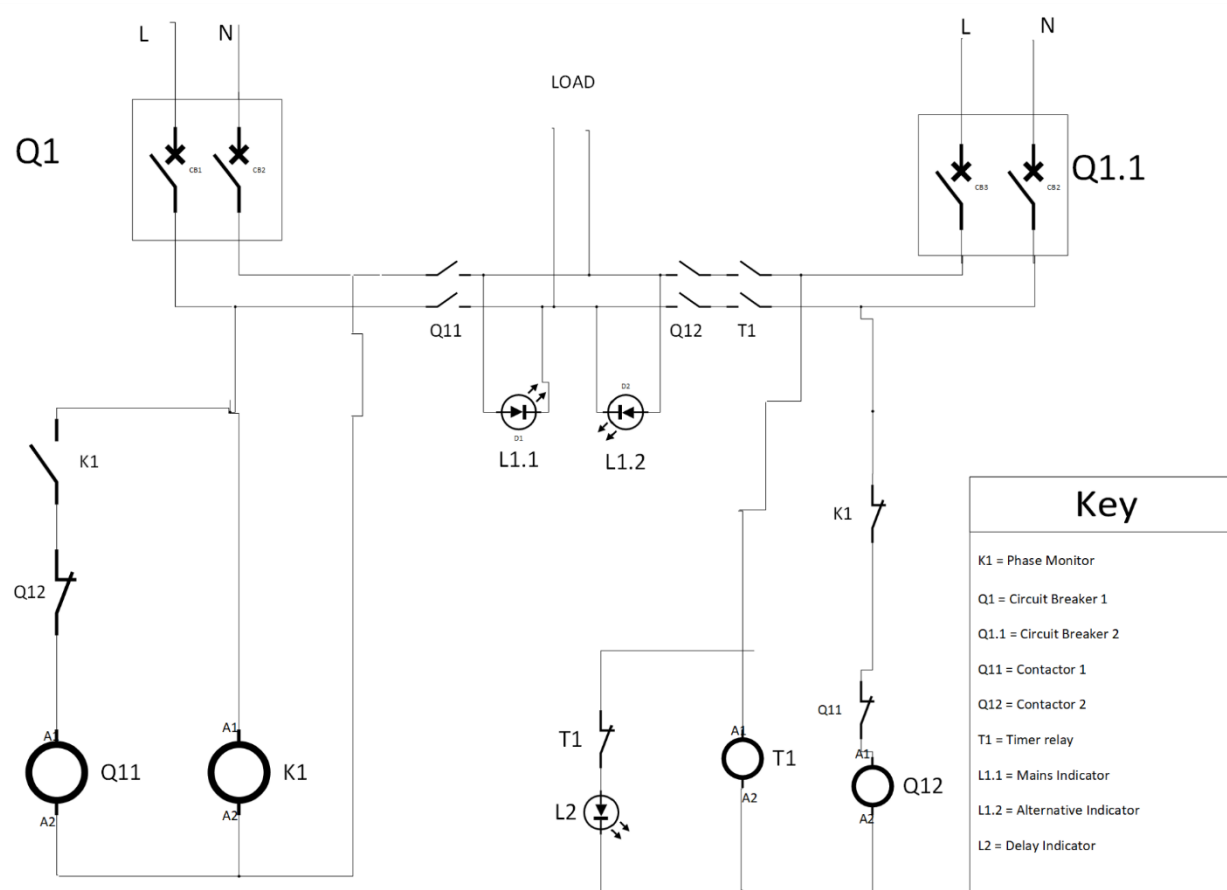 L N
LOAD
L N
Q1
CB1
CB2
Q1.1
CB3
CB2
Q11
Q12
T1
D1
L1.1
D2
L1.2
K1
Q12
A1
Q11
A2
A1
K1
A2
K1
Q11
T1
L2
A1
T1
A2
A1
Q12
A2
Key
K1 = Phase Monitor
Q1 = Circuit Breaker 1
Q1.1 = Circuit Breaker 2
Q11 = Contactor 1
Q12 = Contactor 2
T1 = Timer relay
L1.1 = Mains Indicator
L1.2 = Alternative Indicator
L2 = Delay Indicator